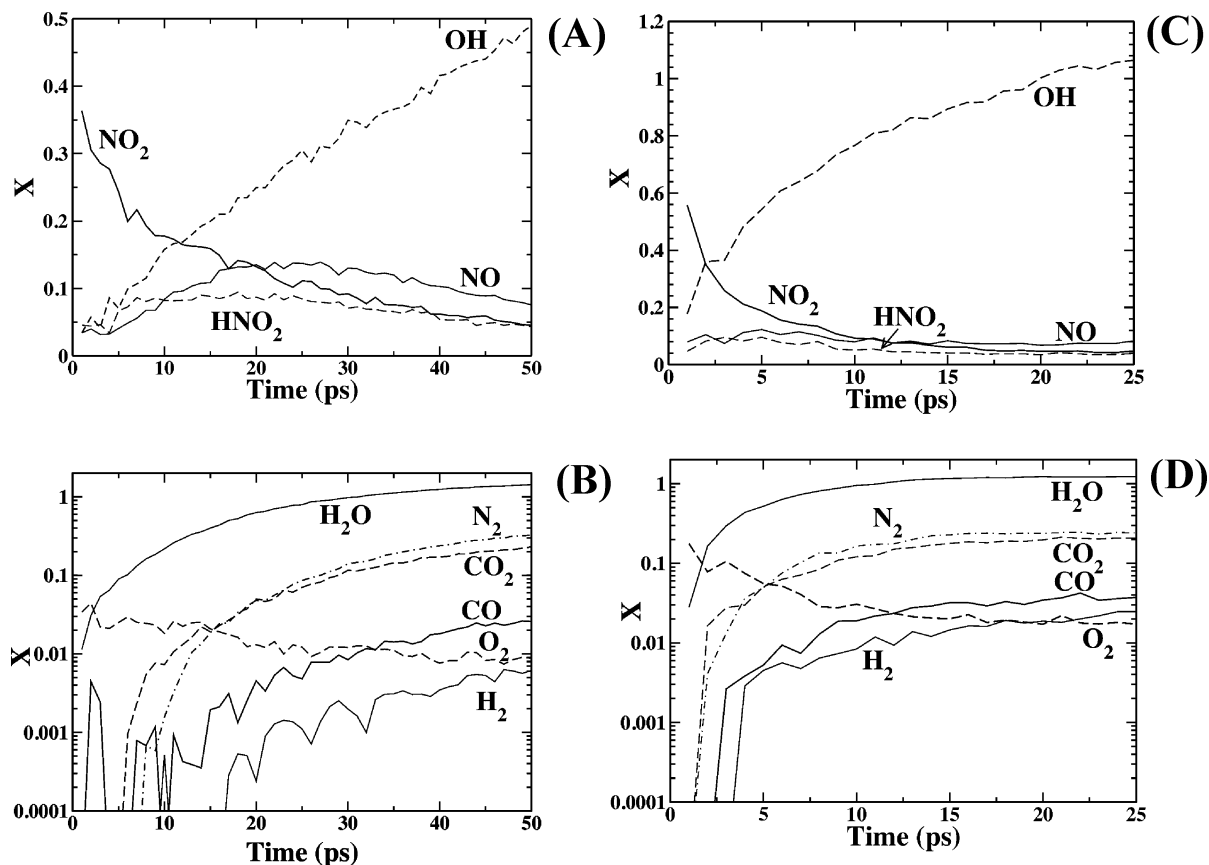 (A)
0.5
0.4
0.3
0.2
0.1
0
X
OH
NO₂
NO
HNO₂
0 10 20 30 40 50
Time (ps)
(C)
1.2
1
0.8
0.6
0.4
0.2
0
X
OH
NO₂
HNO₂
NO
0 5 10 15 20 25
Time (ps)
(B)
1
0.1
0.01
0.001
0.0001
X
H₂O
N₂
CO₂
CO
O₂
H₂
0 10 20 30 40 50
Time (ps)
(D)
1
0.1
0.01
0.001
0.0001
X
H₂O
N₂
CO₂
CO
O₂
H₂
0 5 10 15 20 25
Time (ps)